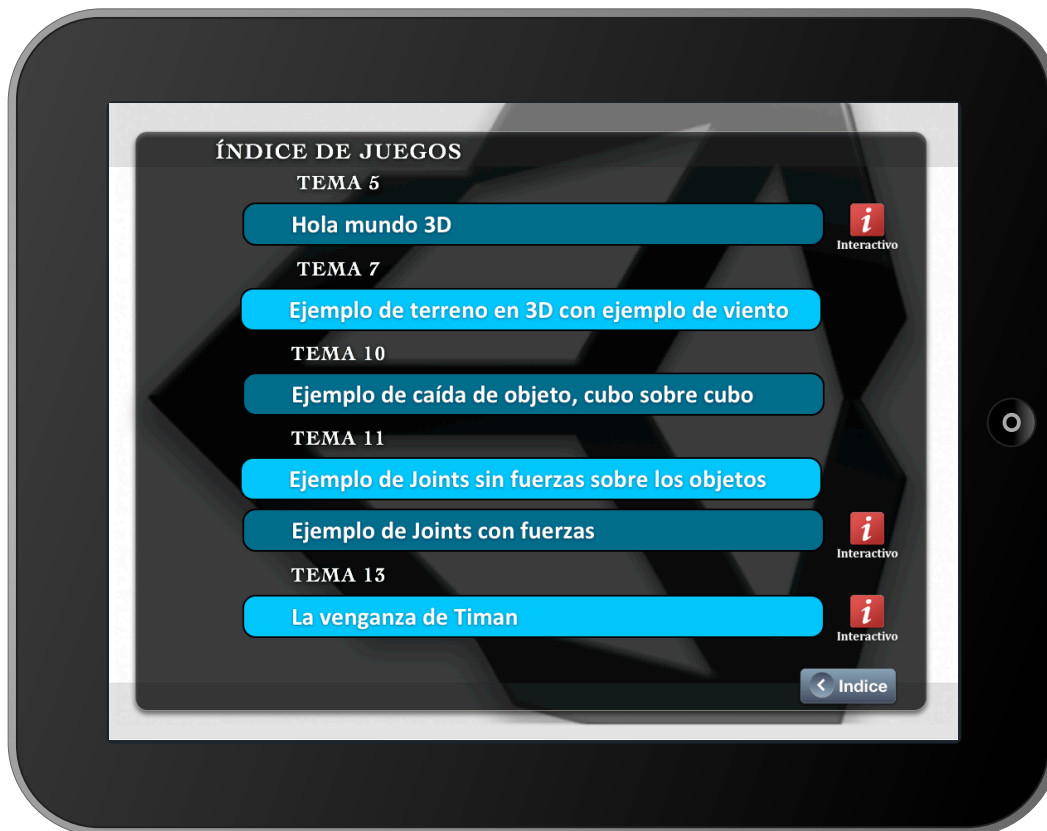 ÍNDICE DE JUEGOS
TEMA 5
Hola mundo 3D
i
Interactivo
TEMA 7
Ejemplo de terreno en 3D con ejemplo de viento
TEMA 10
Ejemplo de caída de objeto, cubo sobre cubo
TEMA 11
Ejemplo de Joints sin fuerzas sobre los objetos
Ejemplo de Joints con fuerzas
i
Interactivo
TEMA 13
La venganza de Timan
i
Interactivo
Indice